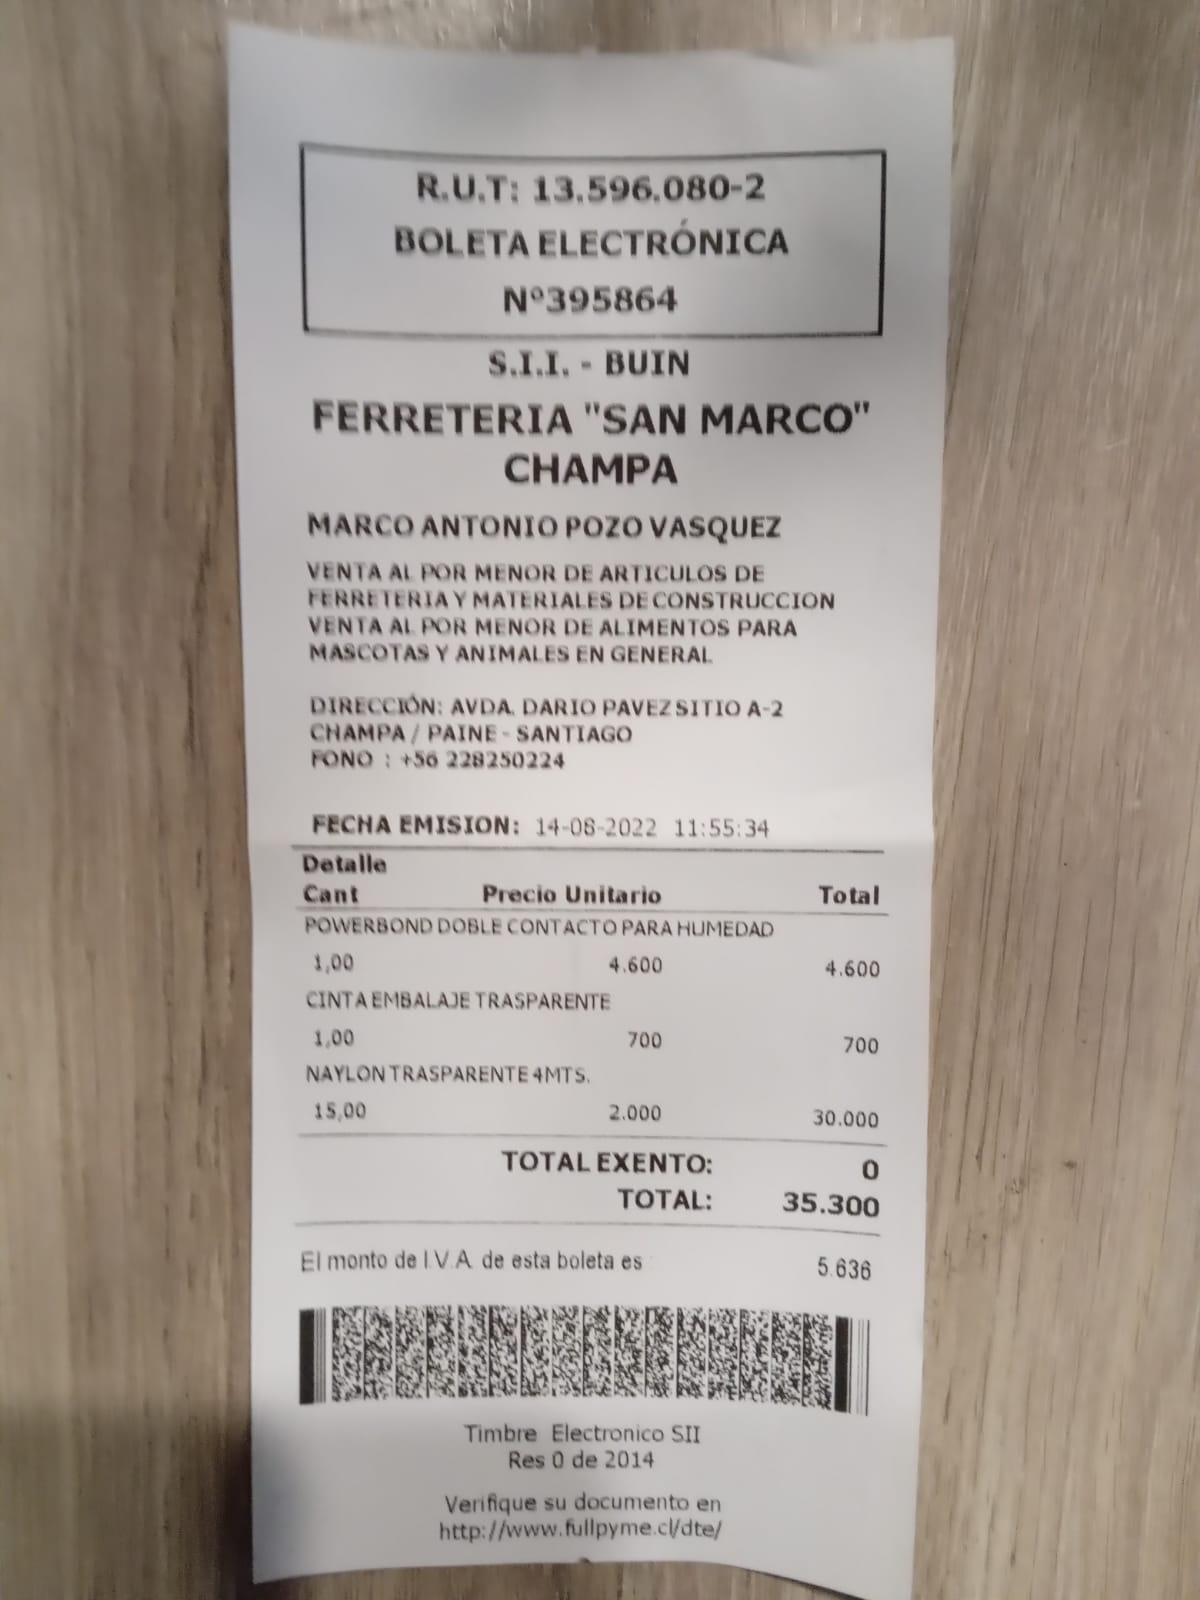 R.U.T: 13.596.080-2
BOLETA ELECTRÓNICA
Nº395864
S.I.I. - BUIN
FERRETERIA "SAN MARCO"
CHAMPA
MARCO ANTONIO POZO VASQUEZ
VENTA AL POR MENOR DE ARTICULOS DE
FERRETERIA Y MATERIALES DE CONSTRUCCION
VENTA AL POR MENOR DE ALIMENTOS PARA
MASCOTAS Y ANIMALES EN GENERAL
DIRECCIÓN: AVDA. DARIO PAVEZ SITIO A-2
CHAMPA / PAINE - SANTIAGO
FONO : +56 228250224
FECHA EMISION: 14-08-2022 11:55:34
Detalle
Cant Precio Unitario Total
POWERBOND DOBLE CONTACTO PARA HUMEDAD
1,00 4.600 4.600
CINTA EMBALAJE TRASPARENTE
1,00 700 700
NAYLON TRASPARENTE 4MTS.
15,00 2.000 30.000
TOTAL EXENTO: 0
TOTAL: 35.300
El monto de I.V.A. de esta boleta es 5.636
Timbre Electronico SII
Res 0 de 2014
Verifique su documento en
http://www.fullpyme.cl/dte/